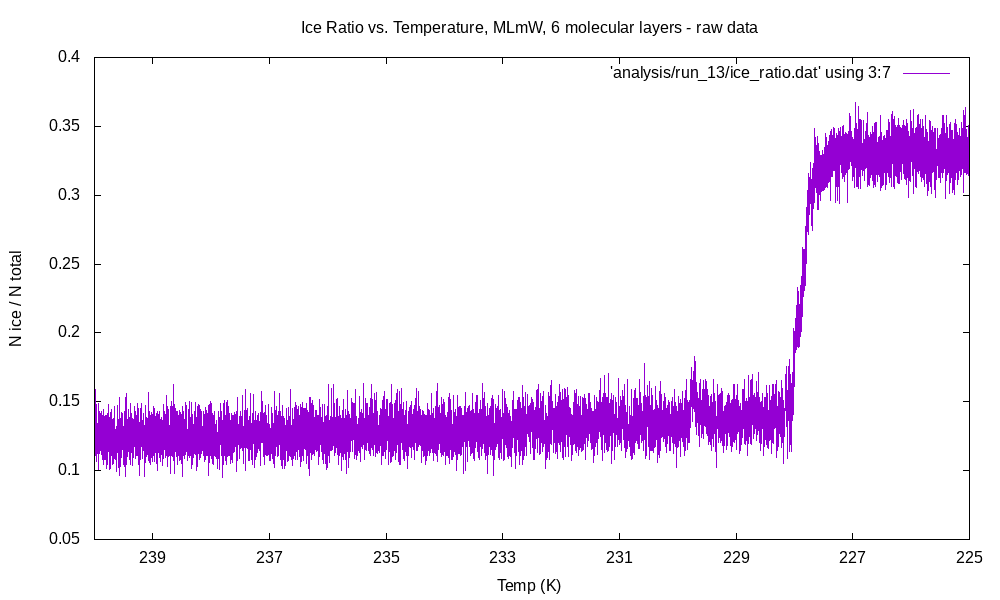 Ice Ratio vs. Temperature, MLmW, 6 molecular layers - raw data
'analysis/run_13/ice_ratio.dat' using 3:7
0.4
0.35
0.3
0.25
0.2
0.15
0.1
0.05
N ice / N total
239 237 235 233 231 229 227 225
Temp (K)